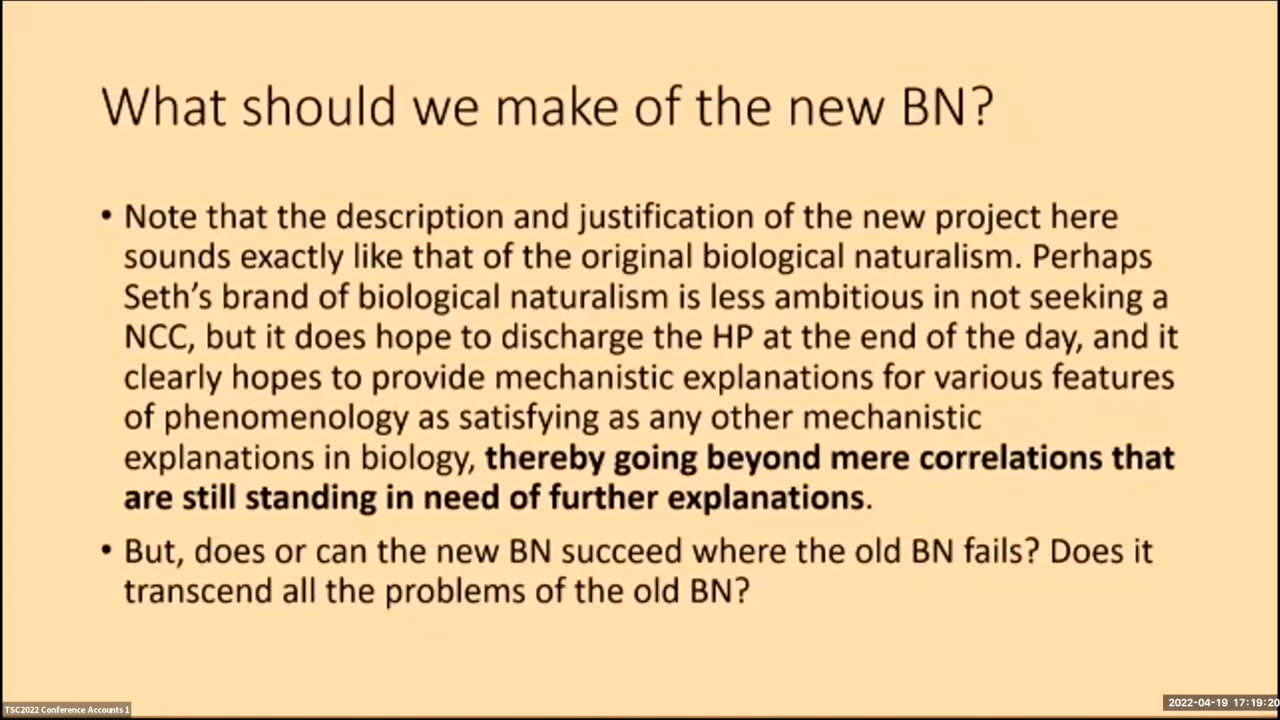 What should we make of the new BN?
• Note that the description and justification of the new project here
sounds exactly like that of the original biological naturalism. Perhaps
Seth’s brand of biological naturalism is less ambitious in not seeking a
NCC, but it does hope to discharge the HP at the end of the day, and it
clearly hopes to provide mechanistic explanations for various features
of phenomenology as satisfying as any other mechanistic
explanations in biology, thereby going beyond mere correlations that
are still standing in need of further explanations.
• But, does or can the new BN succeed where the old BN fails? Does it
transcend all the problems of the old BN?
TSC2022 Conference Accounts 1
2022-04-19 17:19:20